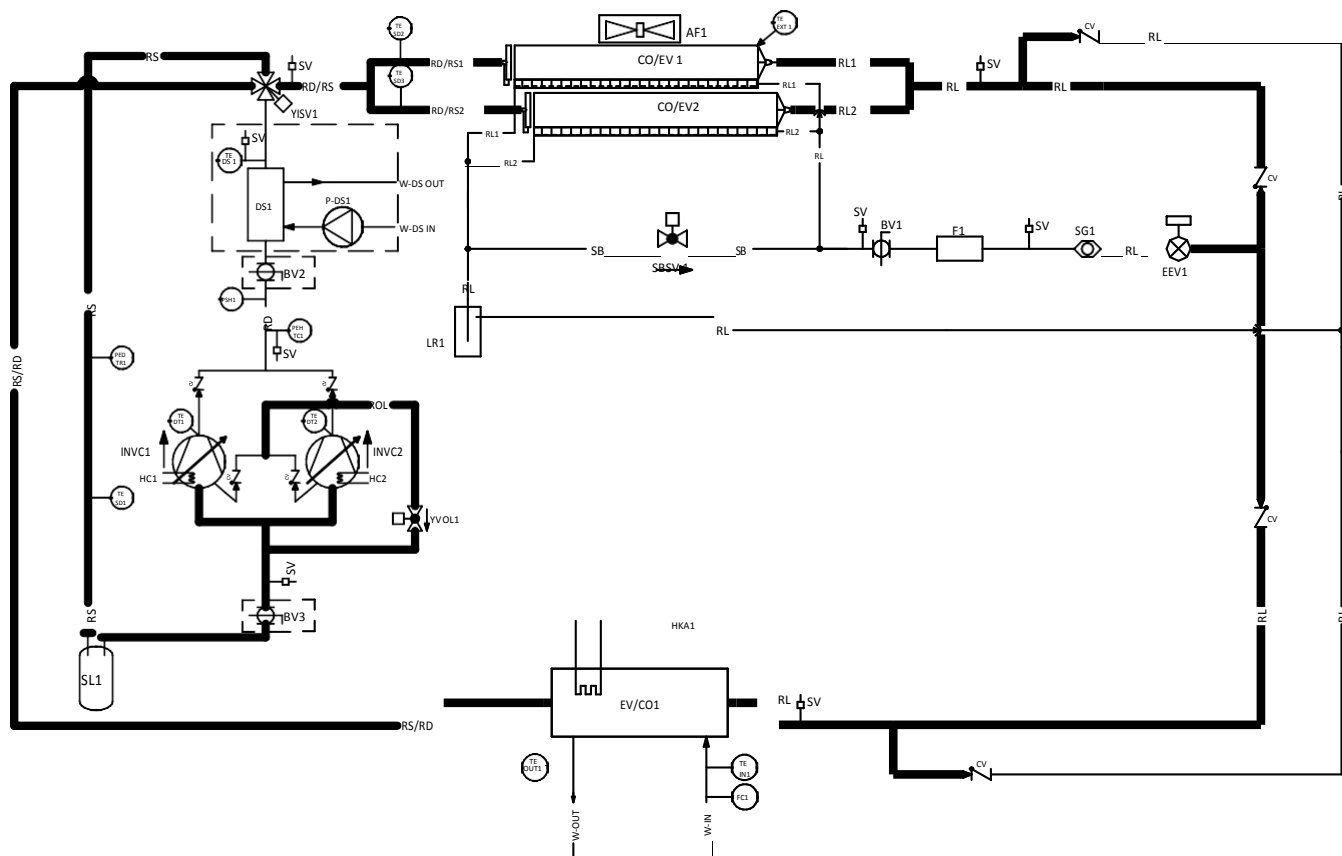 CV
RL
TE
EXT 1
TE
SD2
AF1
RS
SV
CO/EV 1
SV
RD/RS1
RL1
TE
SD3
RD/RS
RL1
RL
RL
YISV1
CO/EV2
RD/RS2
RL2
RL1
RL2
SV
TE
DS 1
RL
RL2
CV
W-DS OUT
DS1
P-DS1
W-DS IN
SV
BV1
F1
SV
SG1
SB
SB
RL
SBSV 1
EEV1
BV2
RL
PSH1
RS
RD
PEH
TC1
RL
LR1
SV
PED
TR1
RS/RD
TE
DT1
TE
DT2
ROL
INVC1
INVC2
HC1
HC2
TE
SD1
YVOL1
CV
SV
RS
BV3
RL
RL
HKA1
SL1
EV/CO1
RL
SV
RS/RD
TE
OUT1
TE
IN1
CV
FC1
W-OUT
W-IN